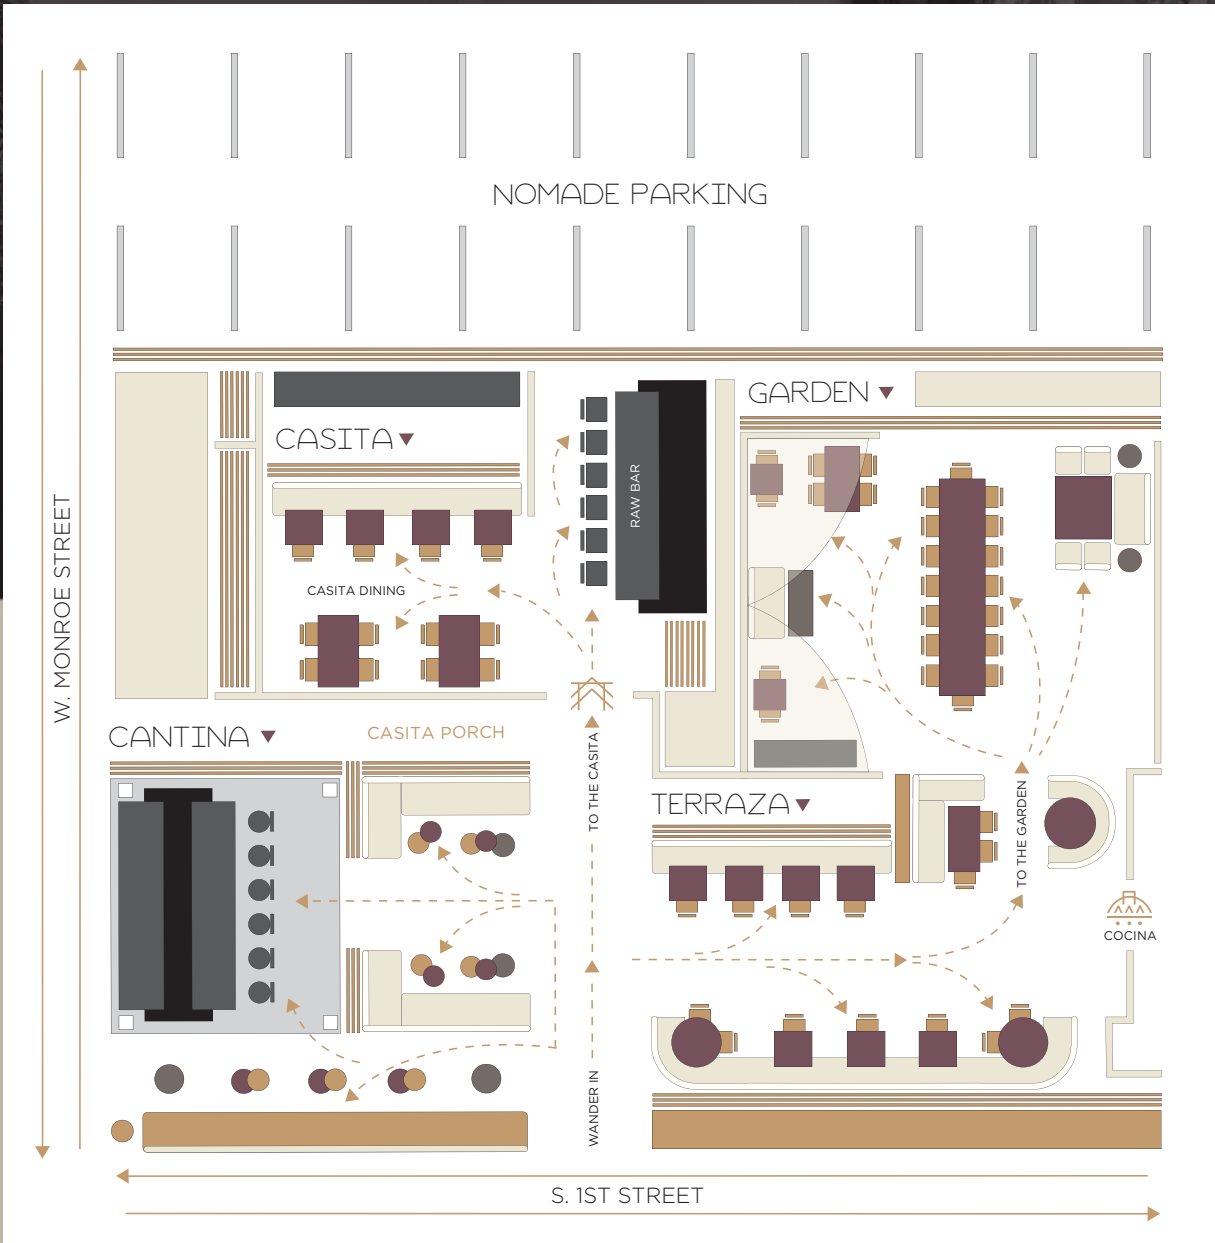 NOMADE PARKING
GARDEN
CASITA
RAW BAR
CASITA DINING
W. MONROE STREET
CANTINA
CASITA PORCH
TO THE CASITA
TERRAZA
TO THE GARDEN
COCINA
WANDER IN
S. 1ST STREET